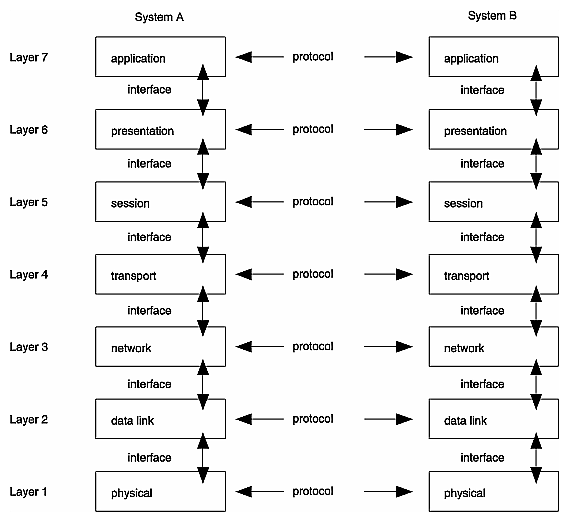 System A System B
Layer 7 application protocol application
interface interface
Layer 6 presentation protocol presentation
interface interface
Layer 5 session protocol session
interface interface
Layer 4 transport protocol transport
interface interface
Layer 3 network protocol network
interface interface
Layer 2 data link protocol data link
interface interface
Layer 1 physical protocol physical